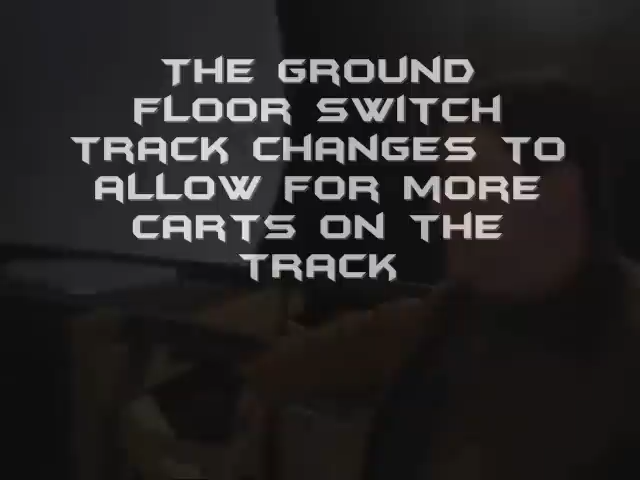 THE GROUND
FLOOR SWITCH
TRACK CHANGES TO
ALLOW FOR MORE
CARTS ON THE
TRACK